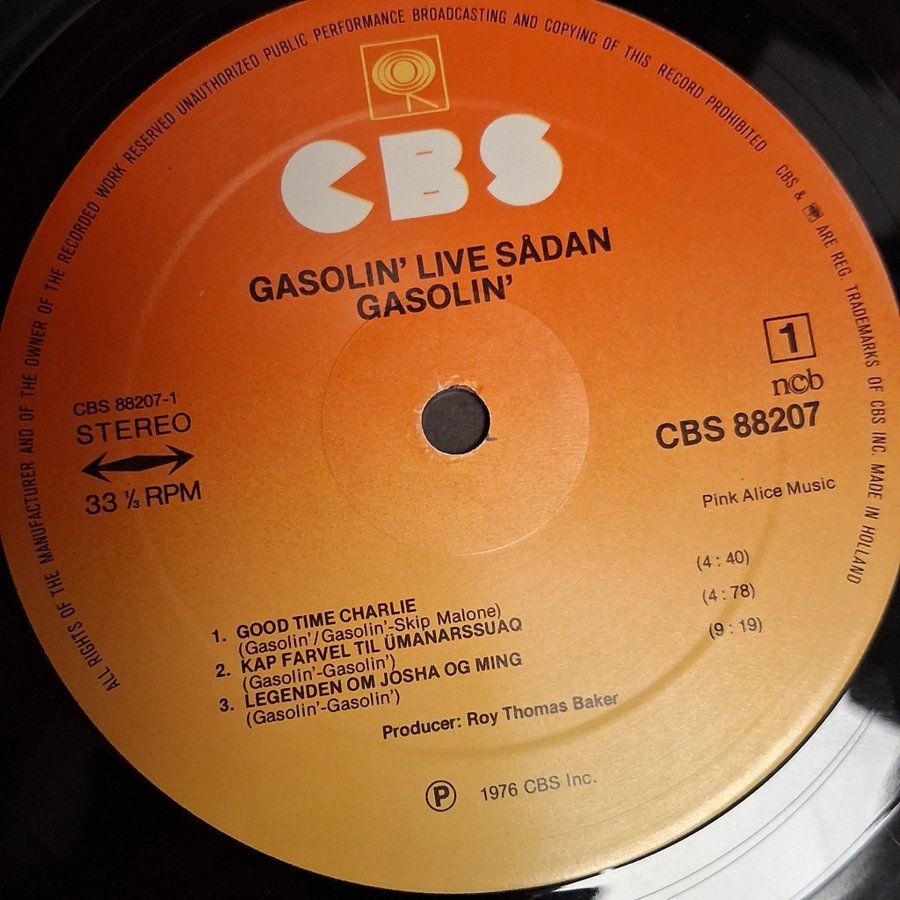 ALL RIGHTS OF THE MANUFACTURER AND OF THE OWNER OF THE RECORDED WORK RESERVED UNAUTHORIZED PUBLIC PERFORMANCE BROADCASTING AND COPYING OF THIS RECORD PROHIBITED
CBS & ARE REG. TRADEMARKS OF CBS INC. MADE IN HOLLAND
CBS
GASOLIN' LIVE SÅDAN
GASOLIN'
1
ncb
CBS 88207
CBS 88207-1
STEREO
33 ⅓ RPM
Pink Alice Music
1. GOOD TIME CHARLIE (4 : 40)
(Gasolin'/Gasolin'-Skip Malone)
2. KAP FARVEL TIL ÜMANARSSUAQ (4 : 78)
(Gasolin'-Gasolin')
3. LEGENDEN OM JOSHA OG MING (9 : 19)
(Gasolin'-Gasolin')
Producer: Roy Thomas Baker
Ⓟ 1976 CBS Inc.